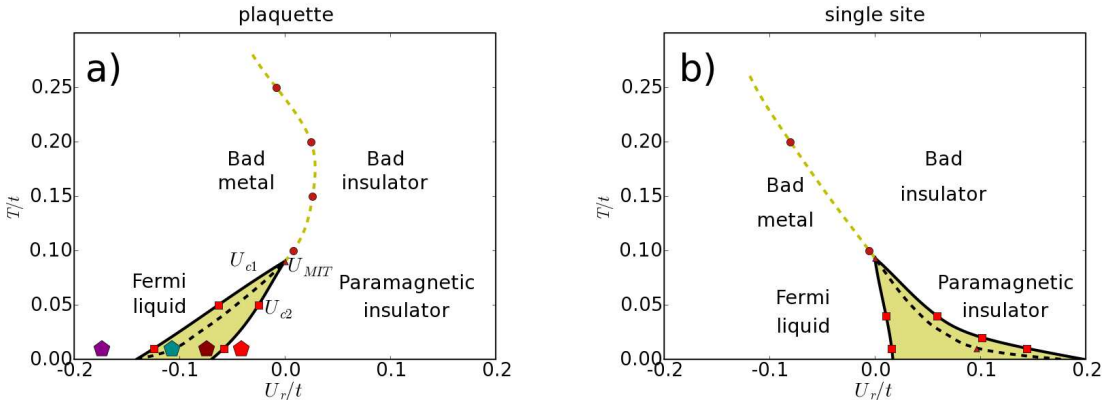 plaquette
a)
0.25
0.20
0.15
0.10
0.05
0.00
T/t
-0.2
-0.1
0.0
0.1
0.2
U_r/t
Bad
metal
Bad
insulator
U_{c1}
U_{MIT}
Fermi
liquid
Paramagnetic
insulator
U_{c2}
single site
b)
0.25
0.20
0.15
0.10
0.05
0.00
T/t
-0.2
-0.1
0.0
0.1
0.2
U_r/t
Bad
metal
Bad
insulator
Fermi
liquid
Paramagnetic
insulator